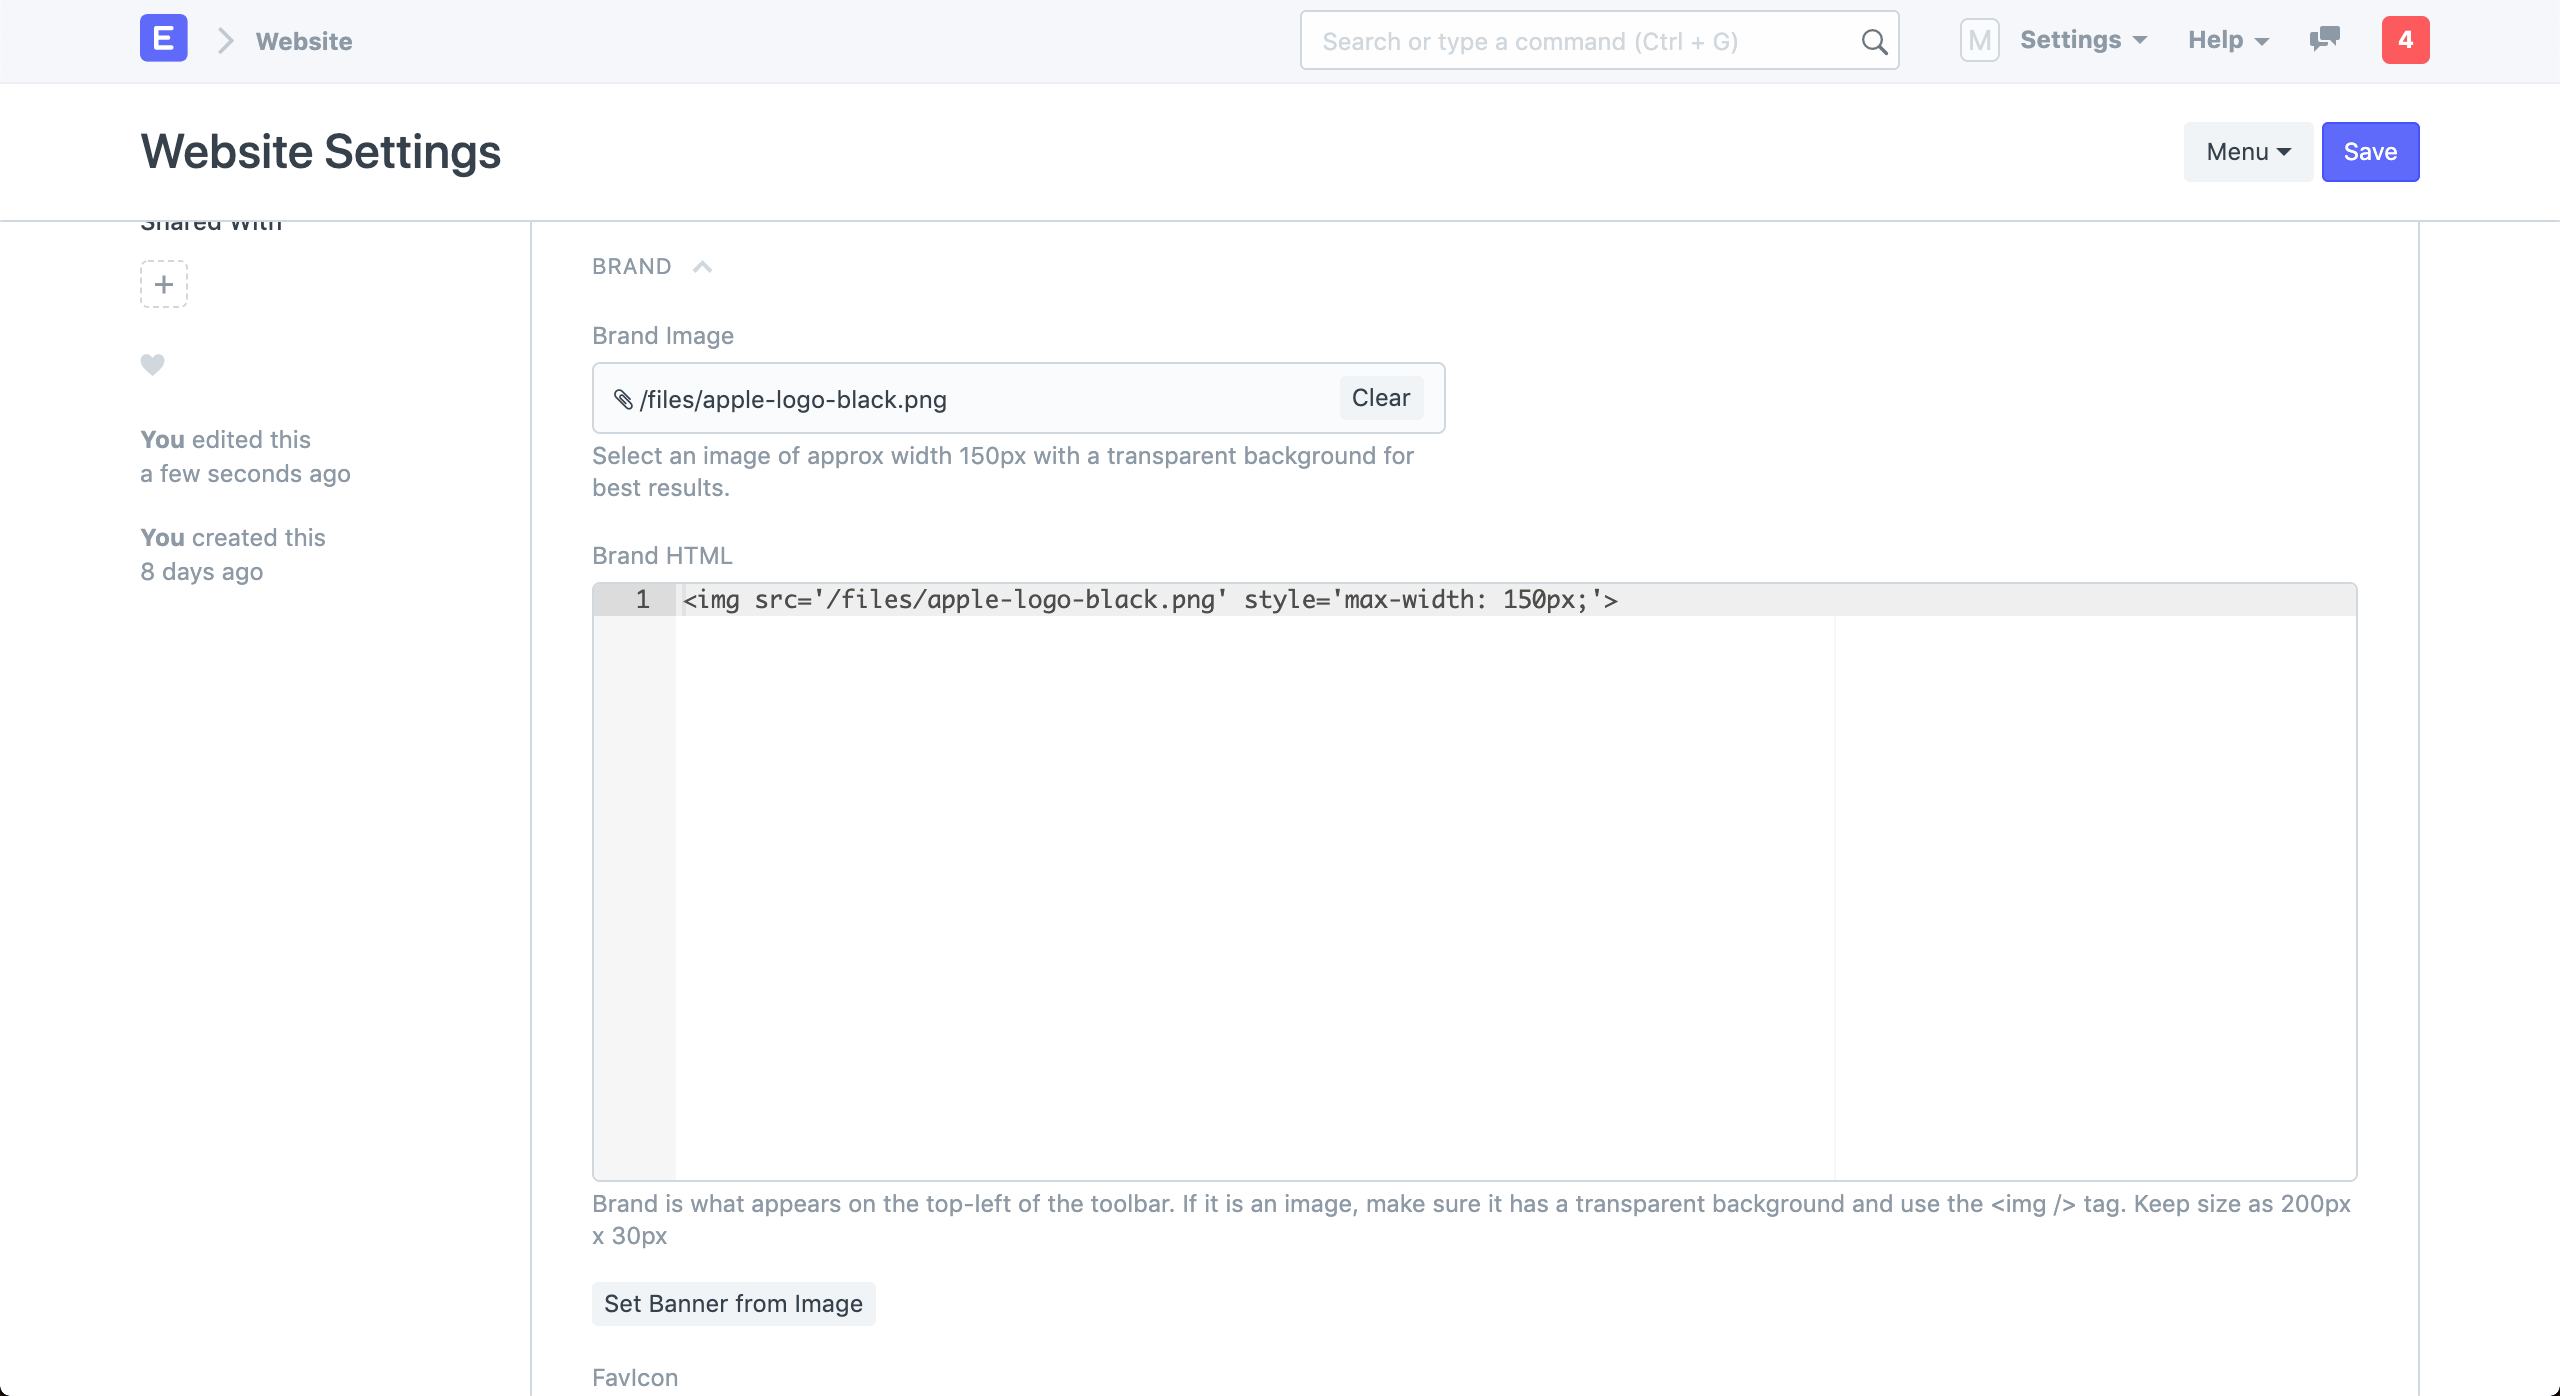 E
Website
Search or type a command (Ctrl + G)
M
Settings
Help
4
Website Settings
Menu
Save
Shared With
+
You edited this
a few seconds ago
You created this
8 days ago
BRAND
Brand Image
/files/apple-logo-black.png
Clear
Select an image of approx width 150px with a transparent background for
best results.
Brand HTML
1 <img src='/files/apple-logo-black.png' style='max-width: 150px;'>
Brand is what appears on the top-left of the toolbar. If it is an image, make sure it has a transparent background and use the <img /> tag. Keep size as 200px
x 30px
Set Banner from Image
FavIcon